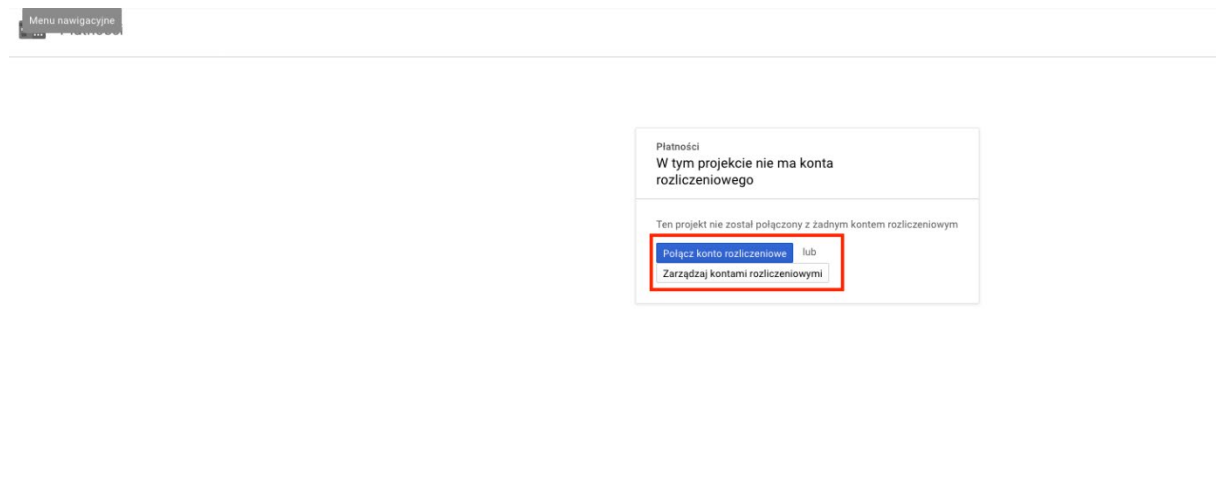 Menu nawigacyjne
Płatności
W tym projekcie nie ma konta
rozliczeniowego
Ten projekt nie został połączony z żadnym kontem rozliczeniowym
Połącz konto rozliczeniowe lub
Zarządzaj kontami rozliczeniowymi